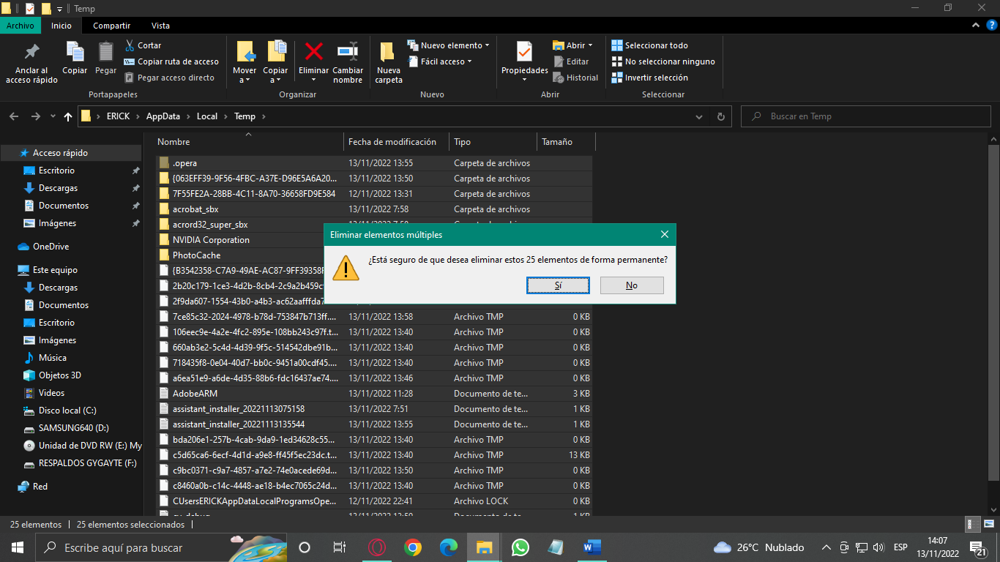 Temp
Archivo Inicio Compartir Vista
Anclar al acceso rápido
Copiar
Pegar
Cortar
Copiar ruta de acceso
Pegar acceso directo
Portapapeles
Mover a
Copiar a
Eliminar
Cambiar nombre
Organizar
Nueva carpeta
Nuevo elemento
Fácil acceso
Nuevo
Propiedades
Abrir
Editar
Historial
Abrir
Seleccionar todo
No seleccionar ninguno
Invertir selección
Seleccionar
ERICK > AppData > Local > Temp >
Buscar en Temp
Acceso rápido
Escritorio
Descargas
Documentos
Imágenes
OneDrive
Este equipo
Descargas
Documentos
Escritorio
Imágenes
Música
Objetos 3D
Videos
Disco local (C:)
SAMSUNG640 (D:)
Unidad de DVD RW (E:) My
RESPALDOS GYGAYTE (F:)
Red
Nombre Fecha de modificación Tipo Tamaño
.opera 13/11/2022 13:55 Carpeta de archivos
{063EFF39-9F56-4FBC-A37E-D96E5A6A20... 13/11/2022 13:50 Carpeta de archivos
7F55FE2A-28BB-4C11-8A70-36658FD9E584 12/11/2022 13:31 Carpeta de archivos
acrobat_sbx 13/11/2022 7:58 Carpeta de archivos
acrord32_super_sbx
NVIDIA Corporation
PhotoCache
{B3542358-C7A9-49AE-AC87-9FF39358F
2b20c179-1ce3-4d2b-8cb4-2c9a2b459c
2f9da607-1554-43b0-a4b3-ac62aafffda7
7ce85c32-2024-4978-b78d-753847b713ff.... 13/11/2022 13:58 Archivo TMP 0 KB
106eec9e-4a2e-4fc2-895e-108bb243c97f.t... 13/11/2022 13:40 Archivo TMP 0 KB
660ab3e2-5c4d-4d39-9f5c-514542dbe91b... 13/11/2022 13:40 Archivo TMP 0 KB
718435f8-0e04-40d7-bb0c-9451a00cdf45.... 13/11/2022 13:40 Archivo TMP 0 KB
a6ea51e9-a6de-4d35-88b6-fdc16437ae74.... 13/11/2022 13:46 Archivo TMP 0 KB
AdobeARM 13/11/2022 11:28 Documento de te... 3 KB
assistant_installer_20221113075158 13/11/2022 7:51 Documento de te... 1 KB
assistant_installer_20221113135544 13/11/2022 13:55 Documento de te... 1 KB
bda206e1-257b-4cab-9da9-1ed34628c55... 13/11/2022 13:40 Archivo TMP 0 KB
c5d65ca6-6ecf-4d1d-a9e8-ff45f5ec23dc.t... 13/11/2022 13:40 Archivo TMP 13 KB
c9bc0371-c9a7-4857-a7e2-74e0acede69d... 13/11/2022 13:50 Archivo TMP 0 KB
c8460a0b-c14c-4448-ae18-b4ec7065c24d... 13/11/2022 13:40 Archivo TMP 0 KB
CUsersERICKAppDataLocalProgramsOpe... 12/11/2022 22:41 Archivo LOCK 0 KB
Eliminar elementos múltiples
¿Está seguro de que desea eliminar estos 25 elementos de forma permanente?
Sí No
25 elementos 25 elementos seleccionados
Escribe aquí para buscar
26°C Nublado
ESP
14:07
13/11/2022
21